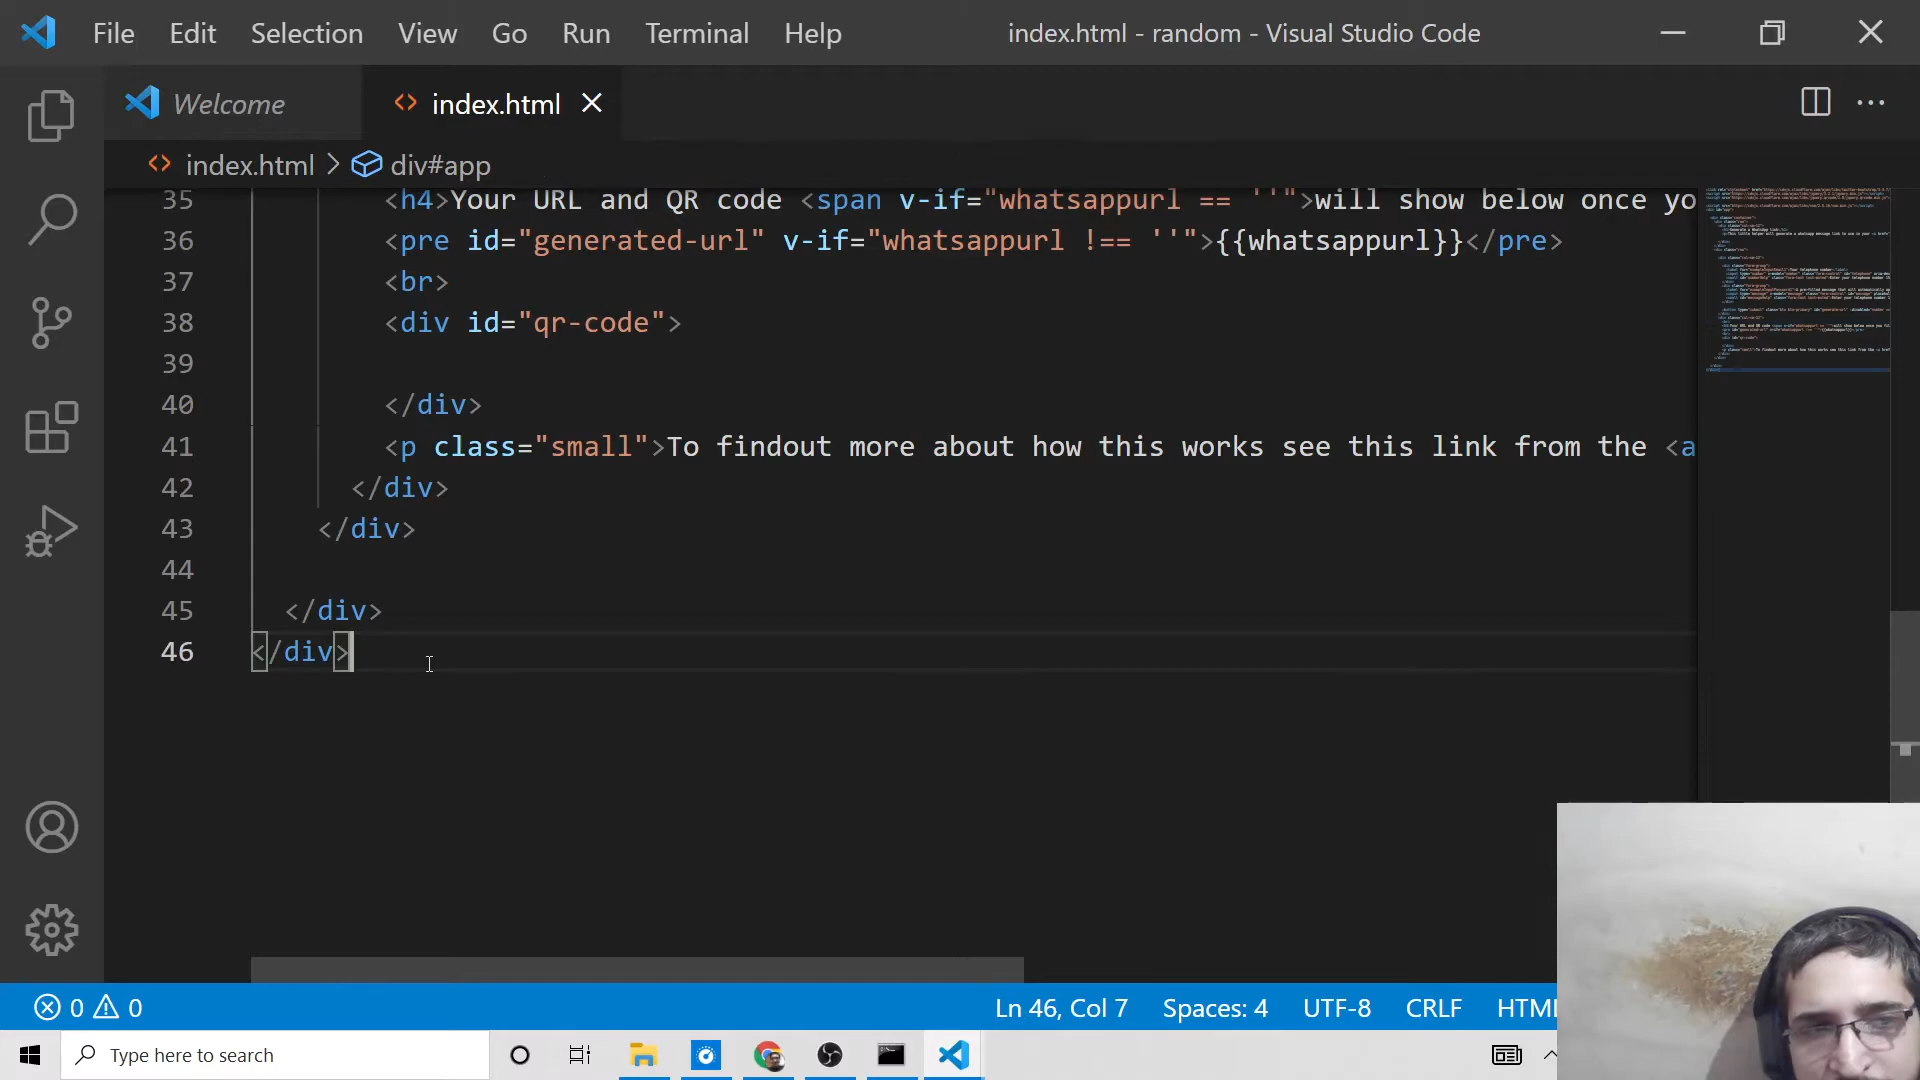 File Edit Selection View Go Run Terminal Help index.html - random - Visual Studio Code
Welcome index.html
index.html > div#app
35 <h4>Your URL and QR code <span v-if="whatsappurl == ''">will show below once yo
36 <pre id="generated-url" v-if="whatsappurl !== ''">{{whatsappurl}}</pre>
37 <br>
38 <div id="qr-code">
39
40 </div>
41 <p class="small">To findout more about how this works see this link from the <a
42 </div>
43 </div>
44
45 </div>
46 </div>
0 0 Ln 46, Col 7 Spaces: 4 UTF-8 CRLF HTML
Type here to search